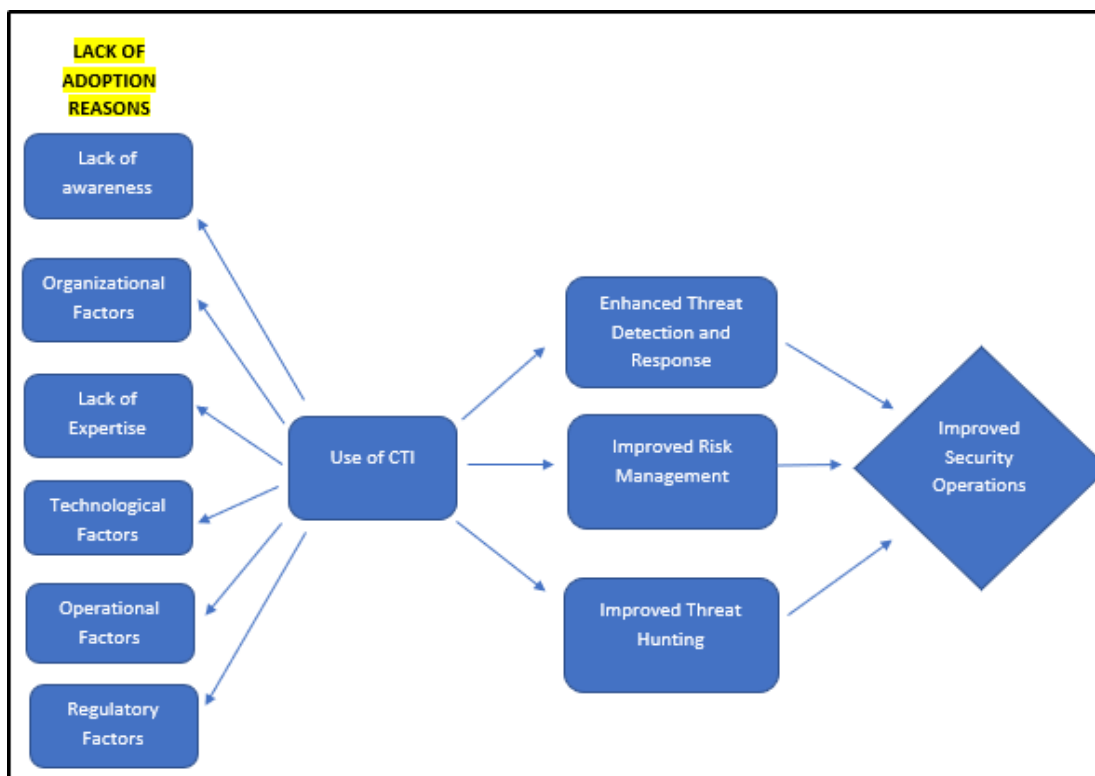 LACK OF
ADOPTION
REASONS
Lack of
awareness
Organizational
Factors
Lack of
Expertise
Technological
Factors
Operational
Factors
Regulatory
Factors
Use of CTI
Enhanced Threat
Detection and
Response
Improved Risk
Management
Improved Threat
Hunting
Improved
Security
Operations